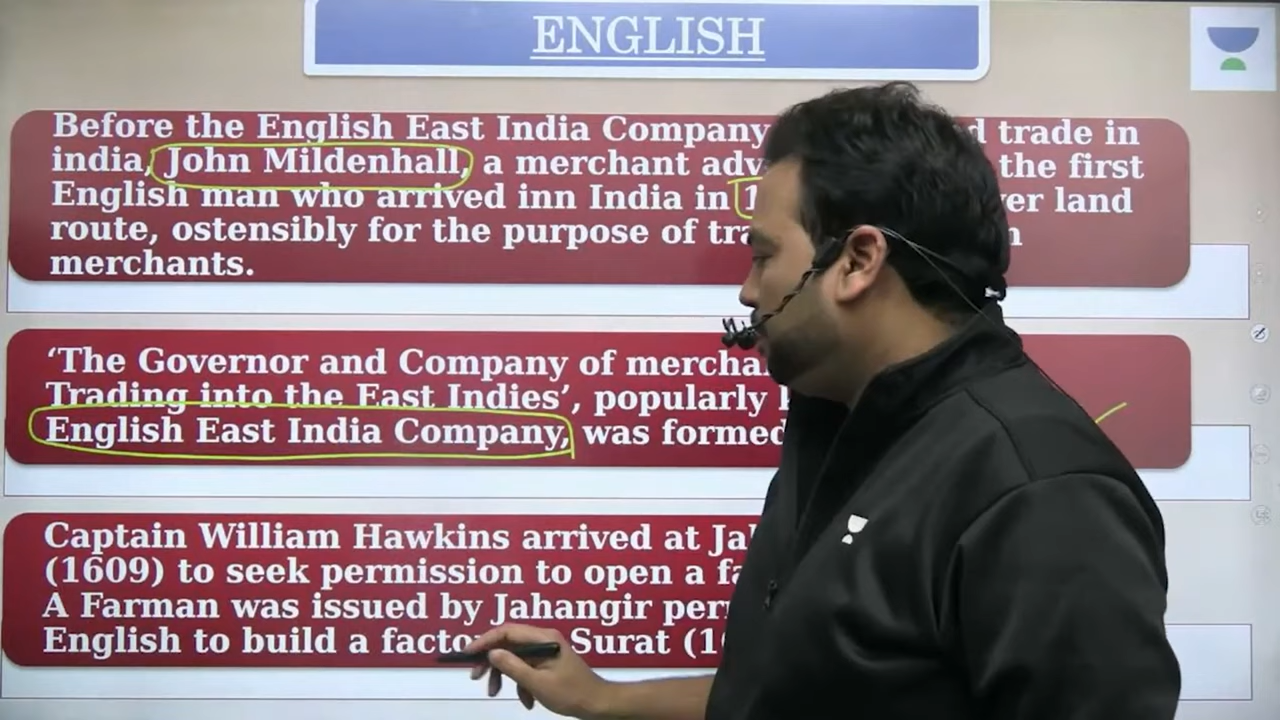 ENGLISH
Before the English East India Company d trade in
india, John Mildenhall, a merchant adv the first
English man who arrived inn India in 1 ver land
route, ostensibly for the purpose of tra n
merchants.
‘The Governor and Company of mercha
Trading into the East Indies’, popularly
English East India Company, was formed
Captain William Hawkins arrived at Ja
(1609) to seek permission to open a fa
A Farman was issued by Jahangir per
English to build a facto Surat (1